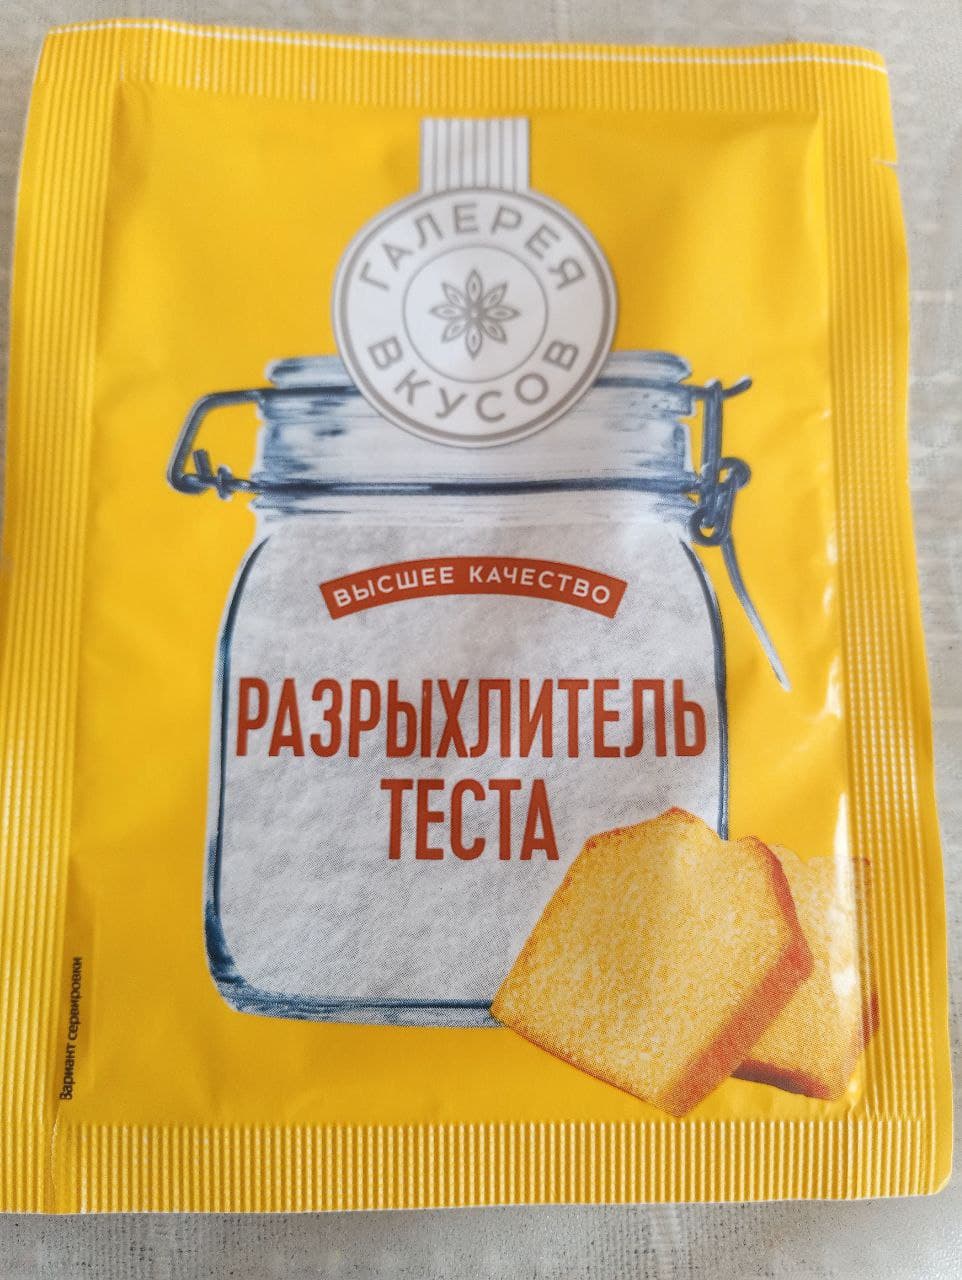 ГАЛЕРЕЯ
ВКУСОВ
ВЫСШЕЕ КАЧЕСТВО
РАЗРЫХЛИТЕЛЬ
ТЕСТА
Вариант сервировки